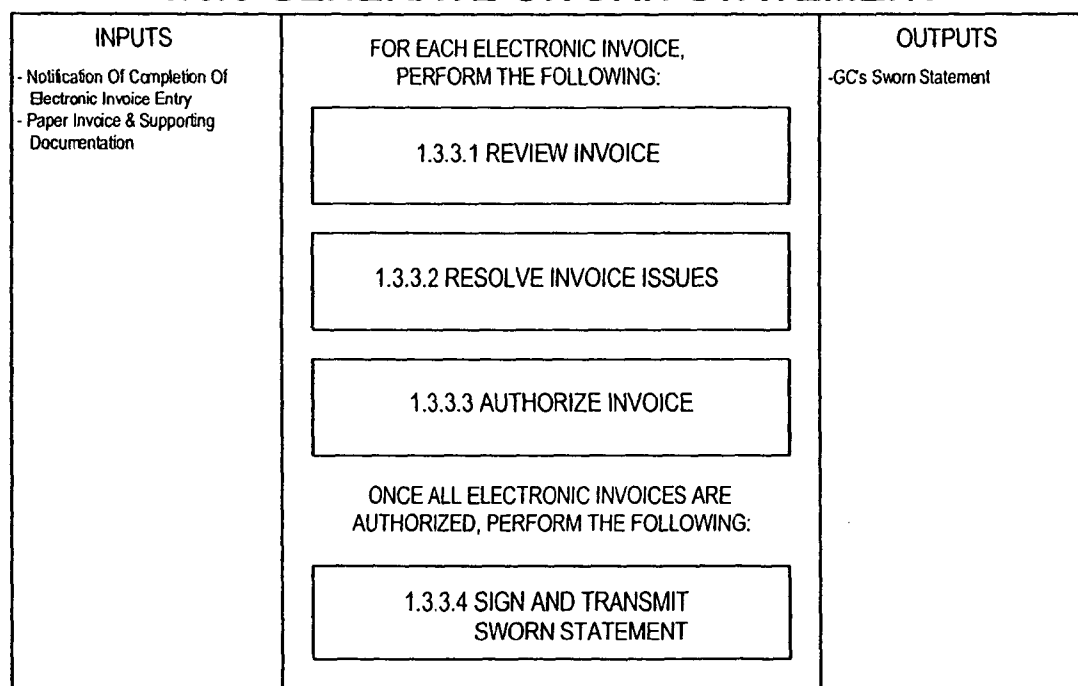 INPUTS
- Notification Of Completion Of
Electronic Invoice Entry
- Paper Invoice & Supporting
Documentation
FOR EACH ELECTRONIC INVOICE,
PERFORM THE FOLLOWING:
1.3.3.1 REVIEW INVOICE
1.3.3.2 RESOLVE INVOICE ISSUES
1.3.3.3 AUTHORIZE INVOICE
ONCE ALL ELECTRONIC INVOICES ARE
AUTHORIZED, PERFORM THE FOLLOWING:
1.3.3.4 SIGN AND TRANSMIT
SWORN STATEMENT
OUTPUTS
-GC's Sworn Statement